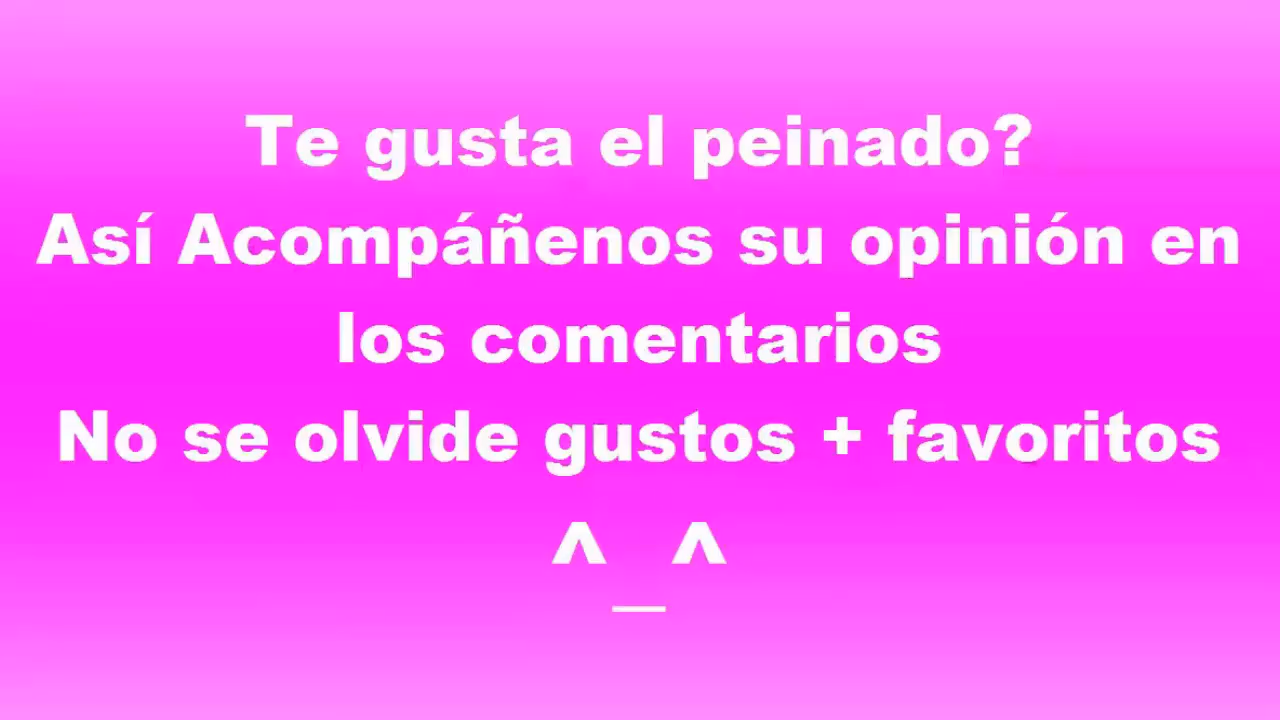 Te gusta el peinado?
Así Acompáñenos su opinión en
los comentarios
No se olvide gustos + favoritos
^_^